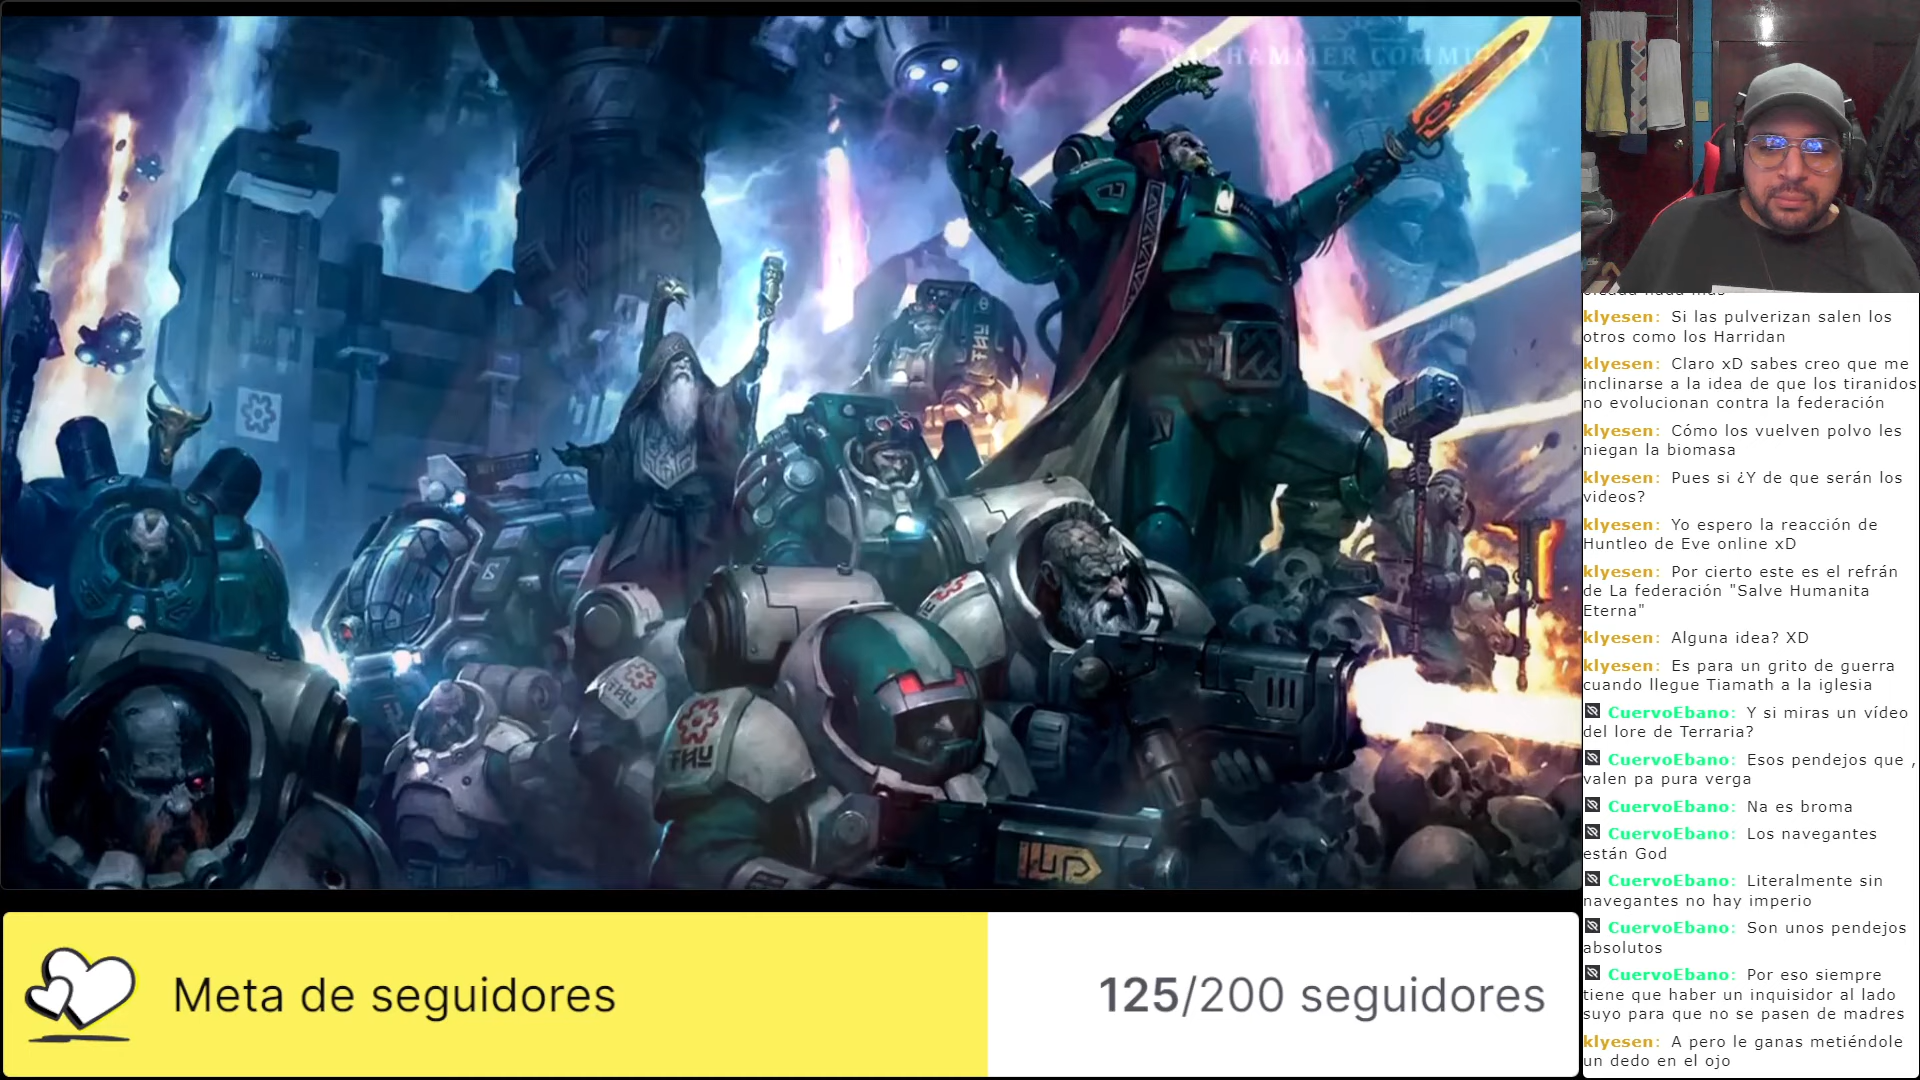 WARHAMMER COMMUNITY
THU
THU
THU
UP
Meta de seguidores
125/200 seguidores
klyesen: Si las pulverizan salen los
otros como los Harridan
klyesen: Claro xD sabes creo que me
inclinarse a la idea de que los tiranidos
no evolucionan contra la federación
klyesen: Cómo los vuelven polvo les
niegan la biomasa
klyesen: Pues si ¿Y de que serán los
videos?
klyesen: Yo espero la reacción de
Huntleo de Eve online xD
klyesen: Por cierto este es el refrán
de La federación "Salve Humanita
Eterna"
klyesen: Alguna idea? XD
klyesen: Es para un grito de guerra
cuando llegue Tiamath a la iglesia
CuervoEbano: Y si miras un vídeo
del lore de Terraria?
CuervoEbano: Esos pendejos que ,
valen pa pura verga
CuervoEbano: Na es broma
CuervoEbano: Los navegantes
están God
CuervoEbano: Literalmente sin
navegantes no hay imperio
CuervoEbano: Son unos pendejos
absolutos
CuervoEbano: Por eso siempre
tiene que haber un inquisidor al lado
suyo para que no se pasen de madres
klyesen: A pero le ganas metiéndole
un dedo en el ojo